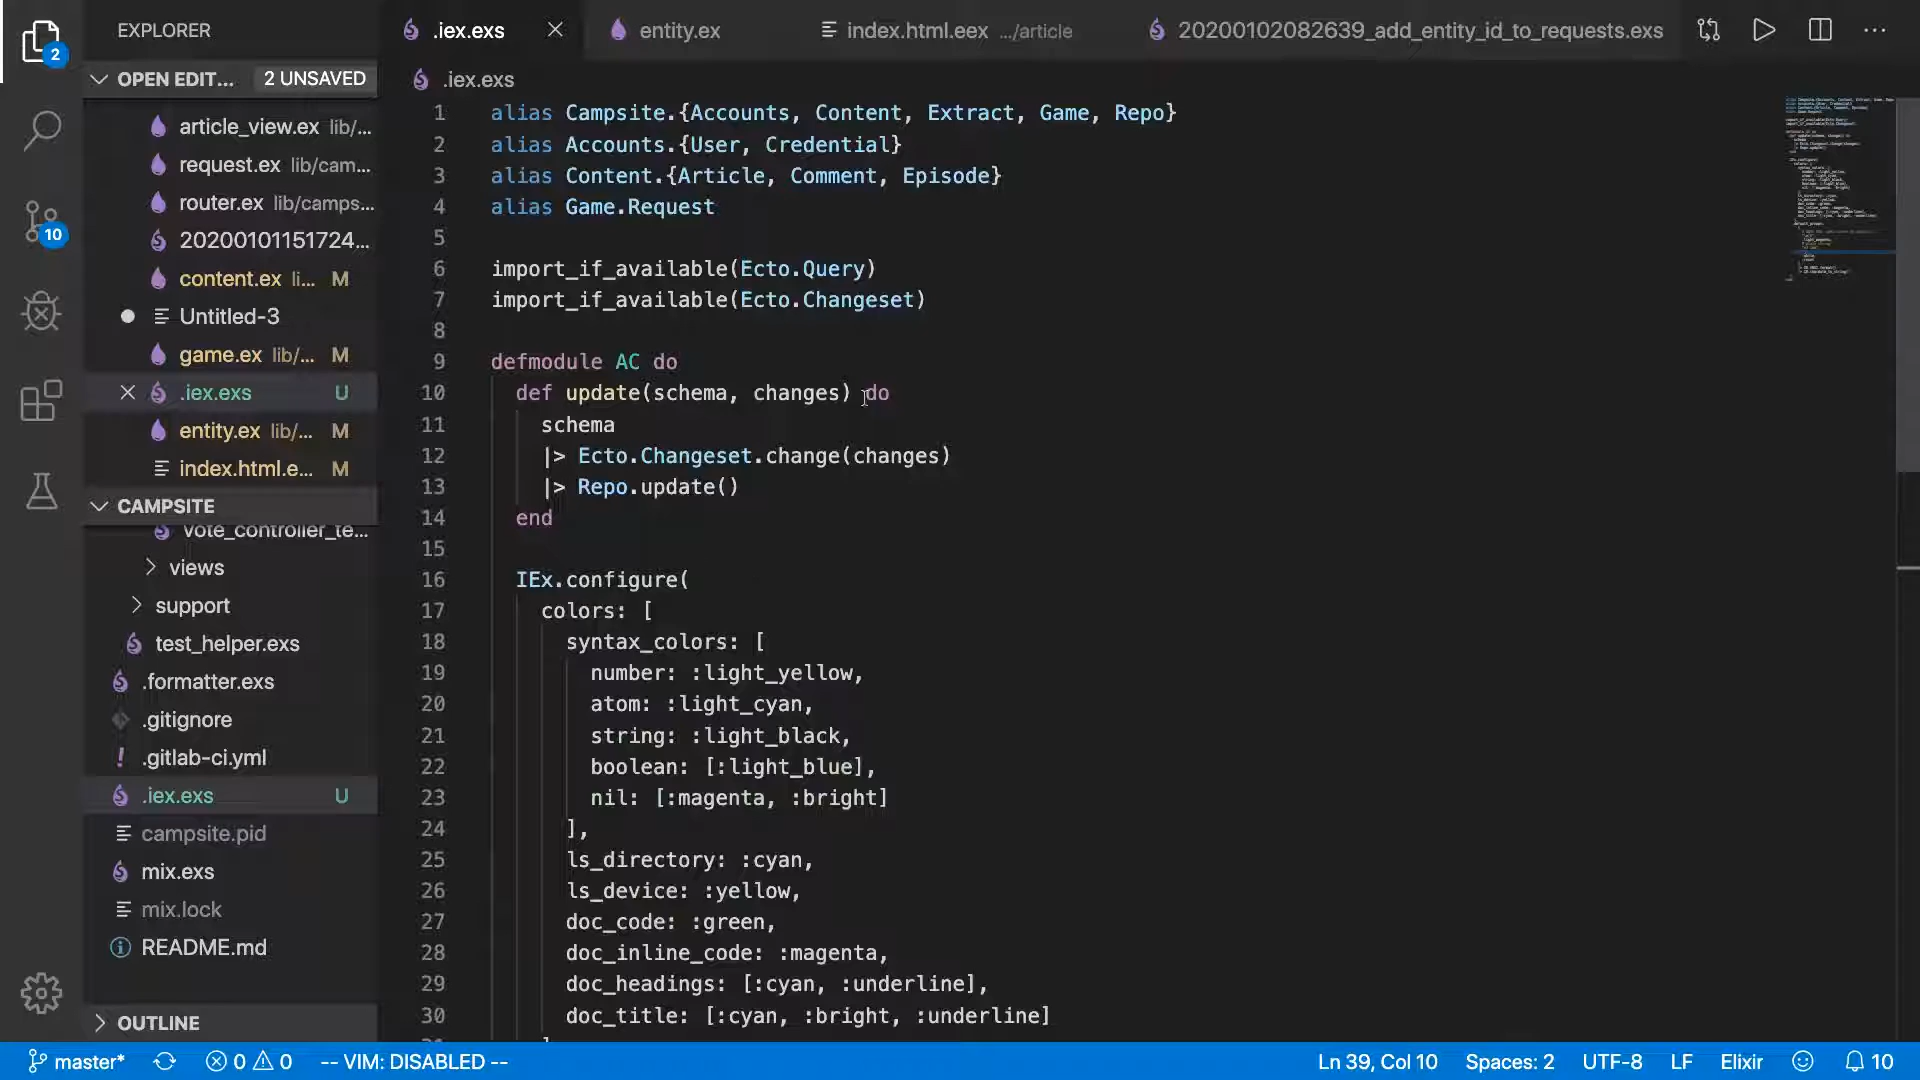 EXPLORER
OPEN EDIT... 2 UNSAVED
article_view.ex lib/...
request.ex lib/cam...
router.ex lib/camps...
20200101151724...
content.ex li... M
Untitled-3
game.ex lib/... M
.iex.exs U
entity.ex lib/... M
index.html.e... M
CAMPSITE
vote_controller_te...
views
support
test_helper.exs
.formatter.exs
.gitignore
.gitlab-ci.yml
.iex.exs U
campsite.pid
mix.exs
mix.lock
README.md
OUTLINE
2
10
.iex.exs
entity.ex
index.html.eex .../article
20200102082639_add_entity_id_to_requests.exs
.iex.exs
1 alias Campsite.{Accounts, Content, Extract, Game, Repo}
2 alias Accounts.{User, Credential}
3 alias Content.{Article, Comment, Episode}
4 alias Game.Request
5
6 import_if_available(Ecto.Query)
7 import_if_available(Ecto.Changeset)
8
9 defmodule AC do
10 def update(schema, changes) do
11 schema
12 |> Ecto.Changeset.change(changes)
13 |> Repo.update()
14 end
15
16 IEx.configure(
17 colors: [
18 syntax_colors: [
19 number: :light_yellow,
20 atom: :light_cyan,
21 string: :light_black,
22 boolean: [:light_blue],
23 nil: [:magenta, :bright]
24 ],
25 ls_directory: :cyan,
26 ls_device: :yellow,
27 doc_code: :green,
28 doc_inline_code: :magenta,
29 doc_headings: [:cyan, :underline],
30 doc_title: [:cyan, :bright, :underline]
master* 0 0 -- VIM: DISABLED -- Ln 39, Col 10 Spaces: 2 UTF-8 LF Elixir 10